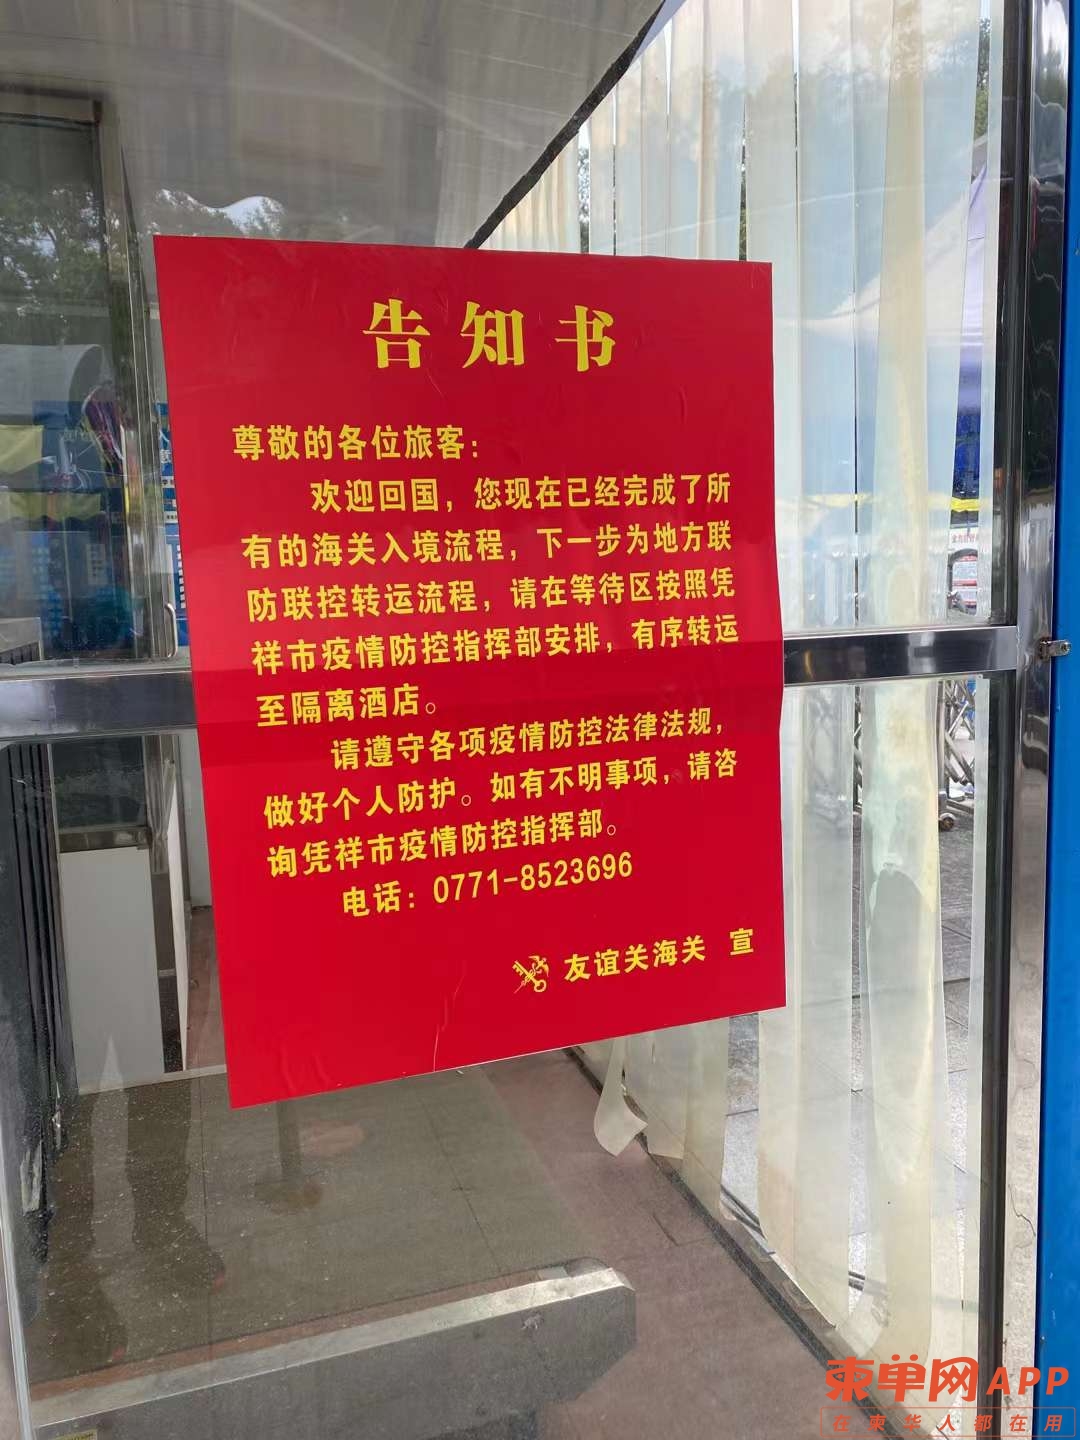 告知书
尊敬的各位旅客：
欢迎回国，您现在已经完成了所
有的海关入境流程，下一步为地方联
防联控转运流程，请在等待区按照凭
祥市疫情防控指挥部安排，有序转运
至隔离酒店。
请遵守各项疫情防控法律法规，
做好个人防护。如有不明事项，请咨
询凭祥市疫情防控指挥部。
电话：0771-8523696
友谊关海关 宣
柬单网APP
在柬华人都在用